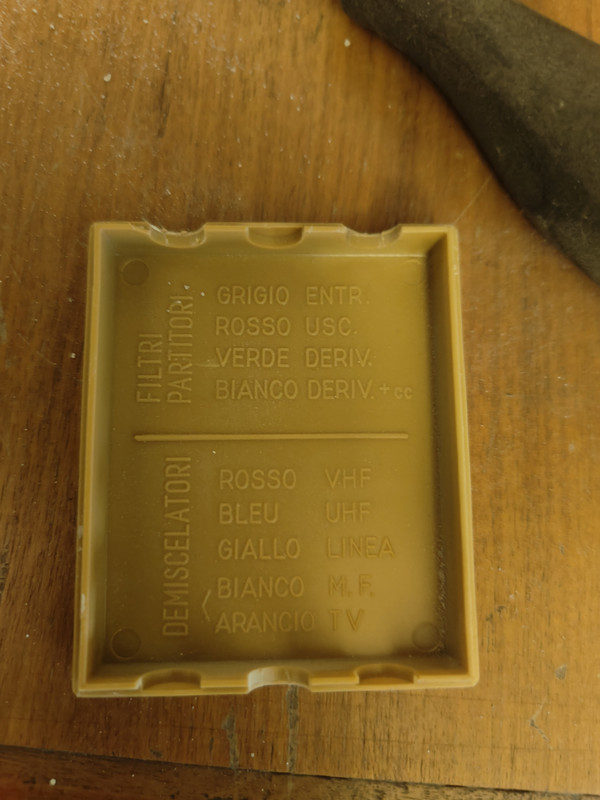 FILTRI
PARTITORI
GRIGIO ENTR.
ROSSO USC.
VERDE DERIV.
BIANCO DERIV.+cc
DEMISCELATORI
ROSSO VHF
BLEU UHF
GIALLO LINEA
BIANCO M.F.
ARANCIO TV